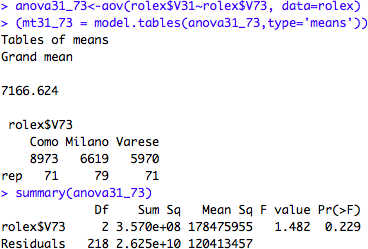 > anova31_73<-aov(rolex$V31~rolex$V73, data=rolex)
> (mt31_73 = model.tables(anova31_73,type='means'))
Tables of means
Grand mean
7166.624
rolex$V73
Como Milano Varese
8973 6619 5970
rep 71 79 71
> summary(anova31_73)
Df Sum Sq Mean Sq F value Pr(>F)
rolex$V73 2 3.570e+08 178475955 1.482 0.229
Residuals 218 2.625e+10 120413457